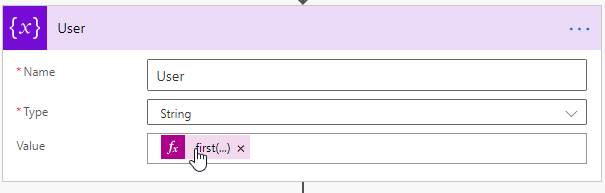 {x} User ...
* Name User
* Type String
Value fx first(...) ×